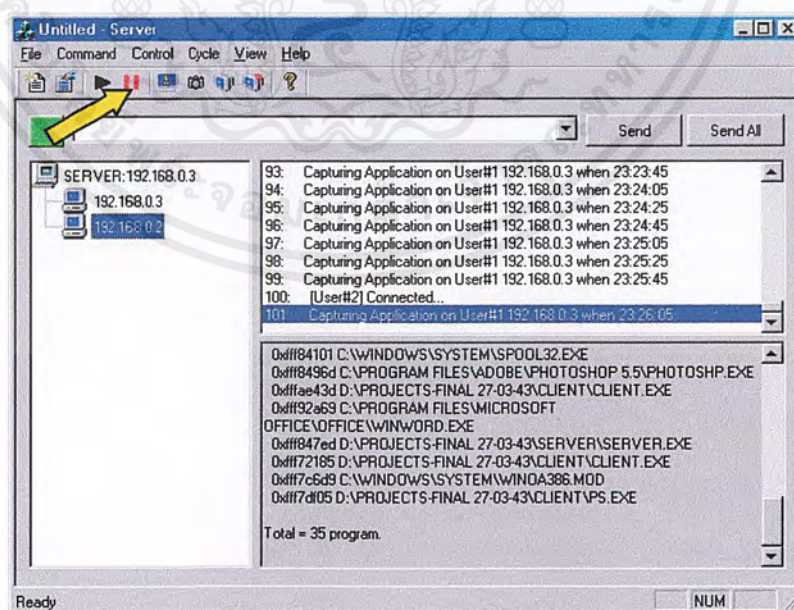 Untitled - Server
File Command Control Cycle View Help
Send Send All
SERVER:192.168.0.3
192.168.0.3
192.168.0.2
93: Capturing Application on User#1 192.168.0.3 when 23:23:45
94: Capturing Application on User#1 192.168.0.3 when 23:24:05
95: Capturing Application on User#1 192.168.0.3 when 23:24:25
96: Capturing Application on User#1 192.168.0.3 when 23:24:45
97: Capturing Application on User#1 192.168.0.3 when 23:25:05
98: Capturing Application on User#1 192.168.0.3 when 23:25:25
99: Capturing Application on User#1 192.168.0.3 when 23:25:45
100: [User#2] Connected...
101: Capturing Application on User#1 192.168.0.3 when 23:26:05
0xfff84101 C:\WINDOWS\SYSTEM\SPOOL32.EXE
0xfff8496d C:\PROGRAM FILES\ADOBE\PHOTOSHOP 5.5\PHOTOSHP.EXE
0xfffae43d D:\PROJECTS-FINAL 27-03-43\CLIENT\CLIENT.EXE
0xfff92a69 C:\PROGRAM FILES\MICROSOFT
OFFICE\OFFICE\WINWORD.EXE
0xfff847ed D:\PROJECTS-FINAL 27-03-43\SERVER\SERVER.EXE
0xfff72185 D:\PROJECTS-FINAL 27-03-43\CLIENT\CLIENT.EXE
0xfff7c6d9 C:\WINDOWS\SYSTEM\WINOA386.MOD
0xfff7df05 D:\PROJECTS-FINAL 27-03-43\CLIENT\PS.EXE
Total = 35 program.
Ready NUM